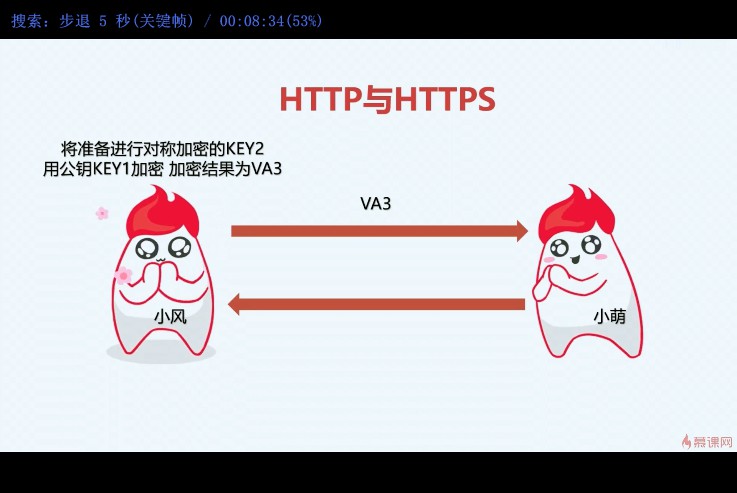 搜索: 步退 5 秒(关键帧) / 00:08:34(53%)
HTTP与HTTPS
将准备进行对称加密的KEY2
用公钥KEY1加密 加密结果为VA3
VA3
小风
小萌
慕课网